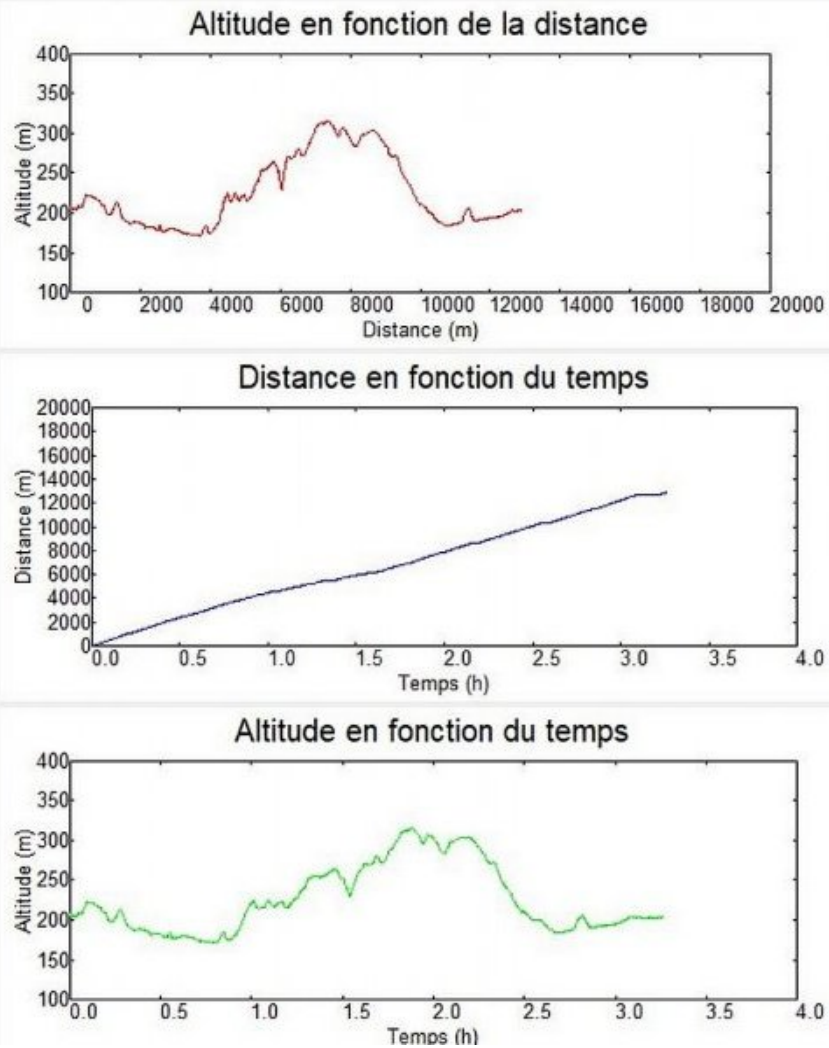 Altitude en fonction de la distance
400
350
300
250
200
150
100
Altitude (m)
0 2000 4000 6000 8000 10000 12000 14000 16000 18000 20000
Distance (m)
Distance en fonction du temps
20000
18000
16000
14000
12000
10000
8000
6000
4000
2000
0
Distance (m)
0.0 0.5 1.0 1.5 2.0 2.5 3.0 3.5 4.0
Temps (h)
Altitude en fonction du temps
400
350
300
250
200
150
100
Altitude (m)
0.0 0.5 1.0 1.5 2.0 2.5 3.0 3.5 4.0
Temps (h)